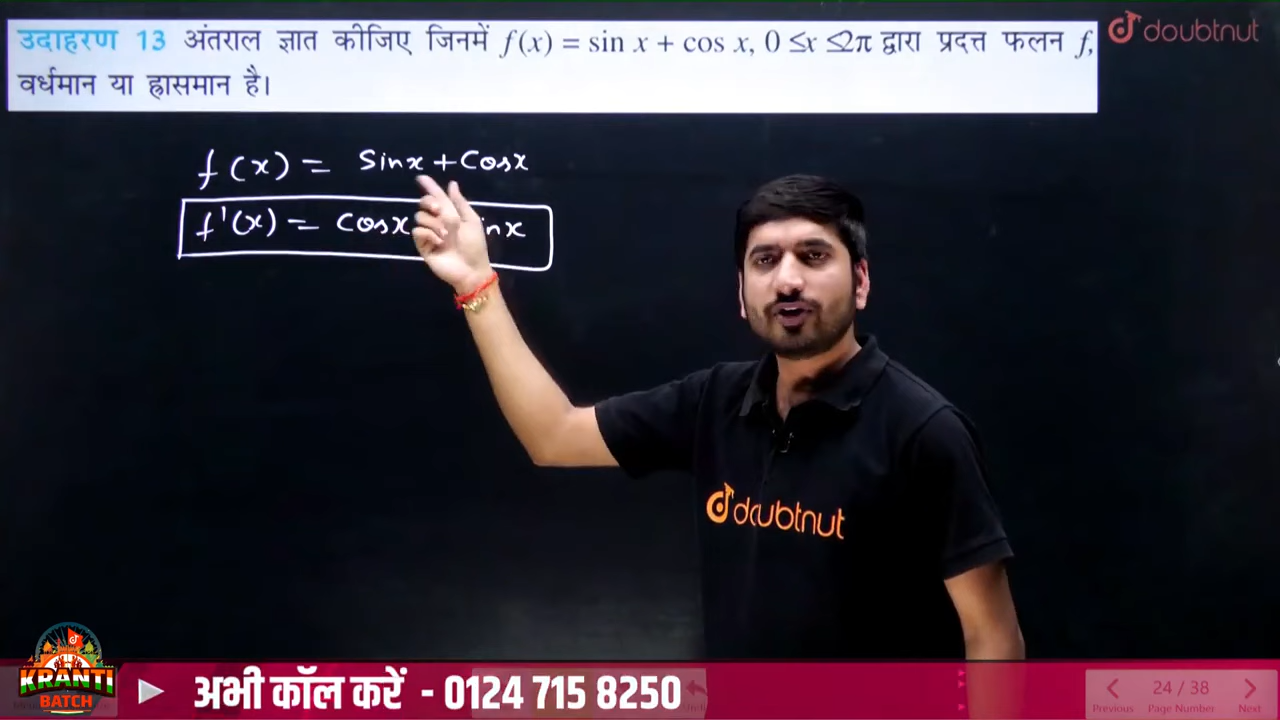 उदाहरण 13 अंतराल ज्ञात कीजिए जिनमें f(x) = sin x + cos x, 0 ≤x ≤2π द्वारा प्रदत्त फलन f,
वर्धमान या ह्रासमान है।
doubtnut
f(x) = Sinx + Cosx
f'(x) = Cosx inx
doubtnut
KRANTI
BATCH
अभी कॉल करें - 0124 715 8250
24 / 38
Previous Page Number Next